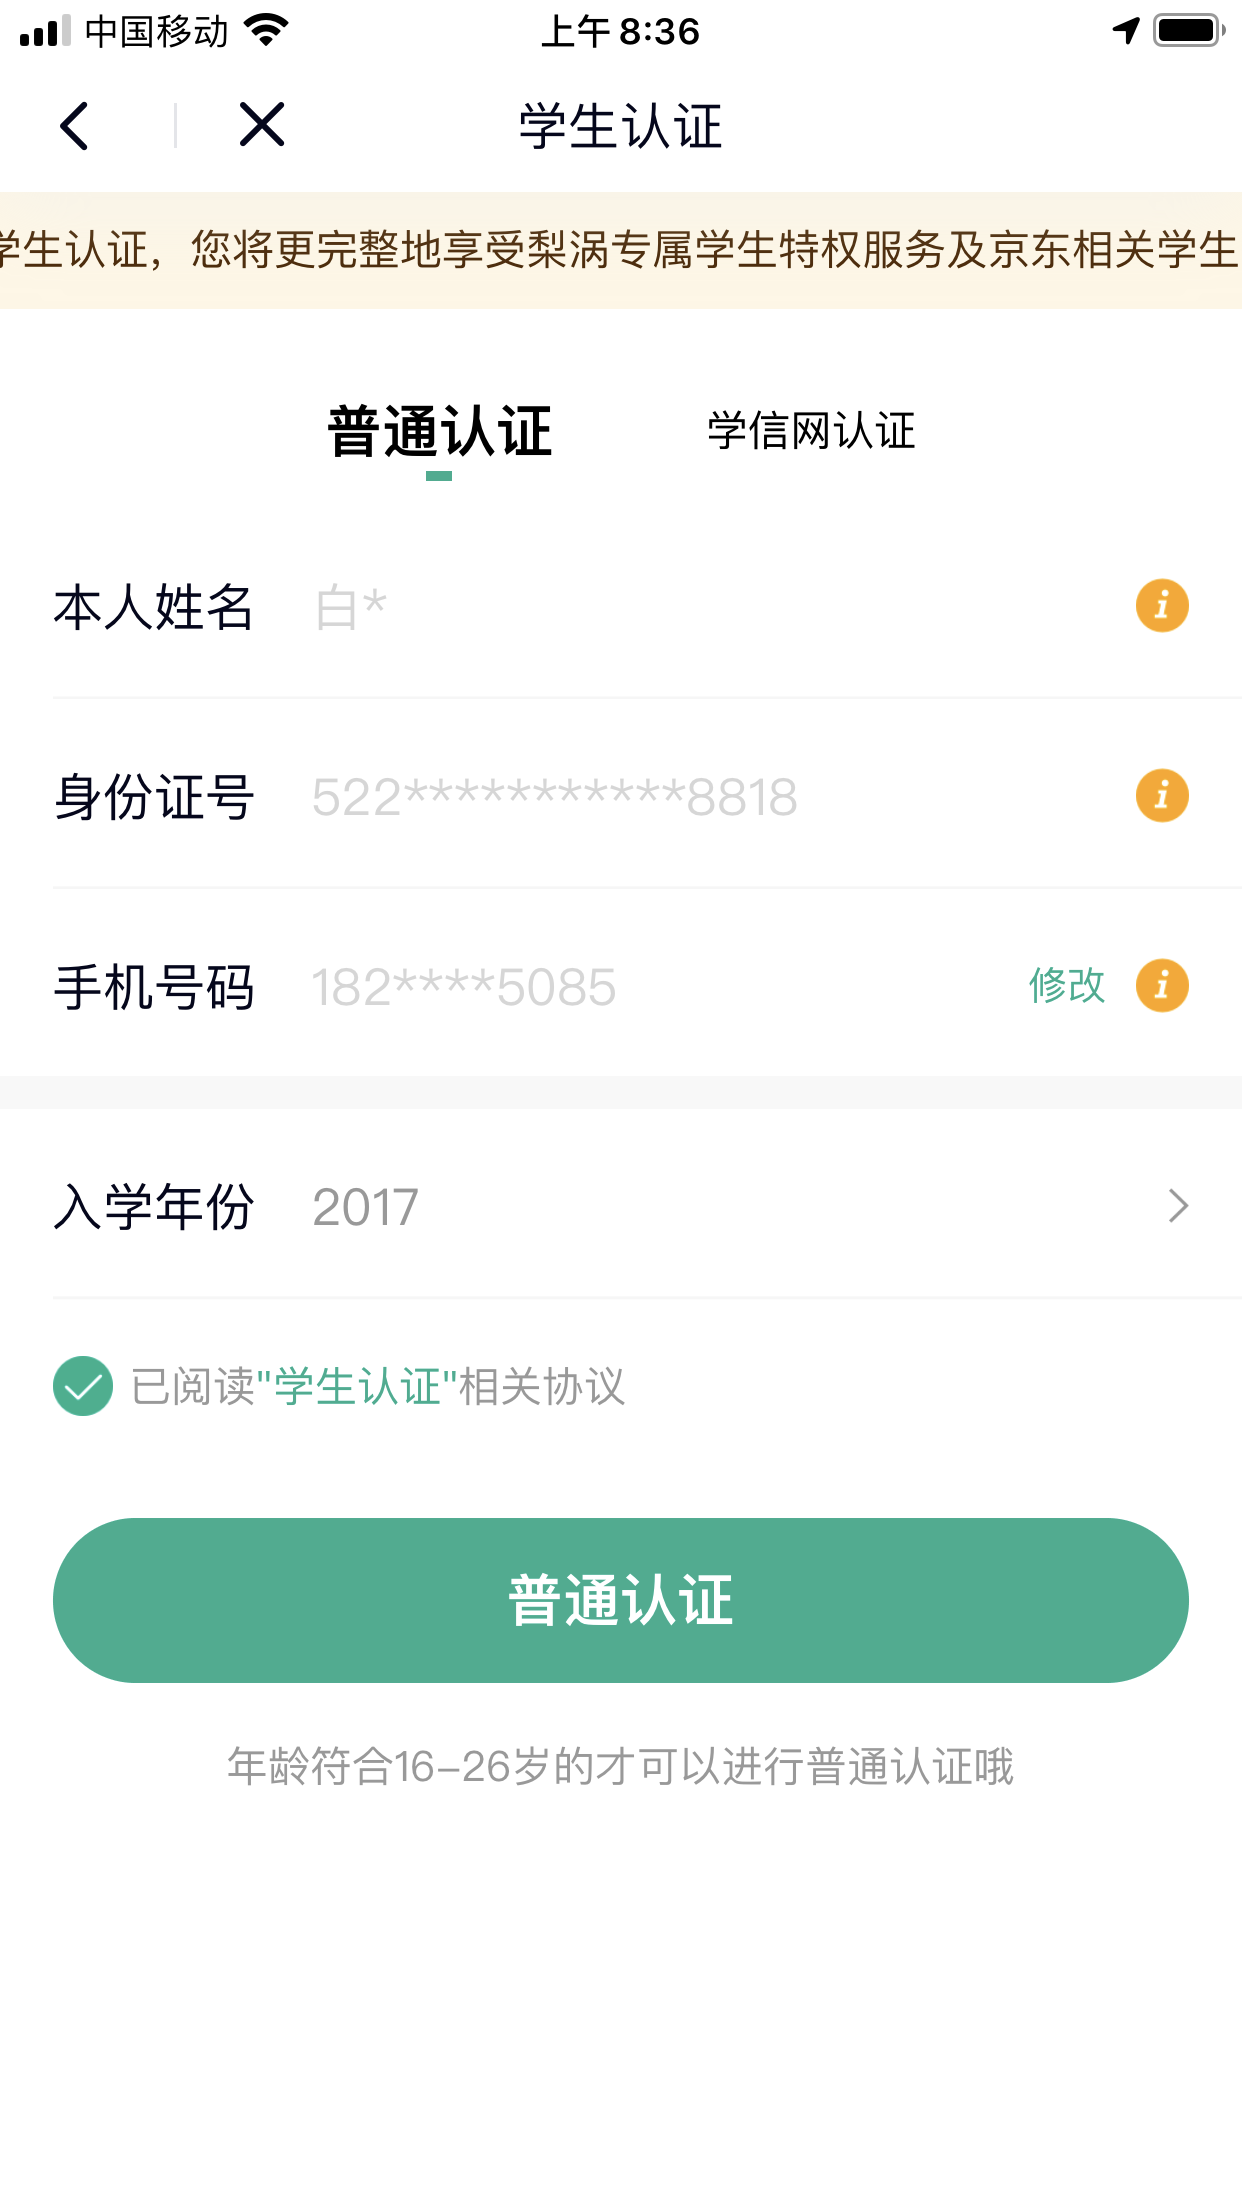 中国移动 上午8:36
学生认证
学生认证，您将更完整地享受梨涡专属学生特权服务及京东相关学生
普通认证 学信网认证
本人姓名 白*
身份证号 522***********8818
手机号码 182****5085 修改
入学年份 2017
已阅读"学生认证"相关协议
普通认证
年龄符合16-26岁的才可以进行普通认证哦